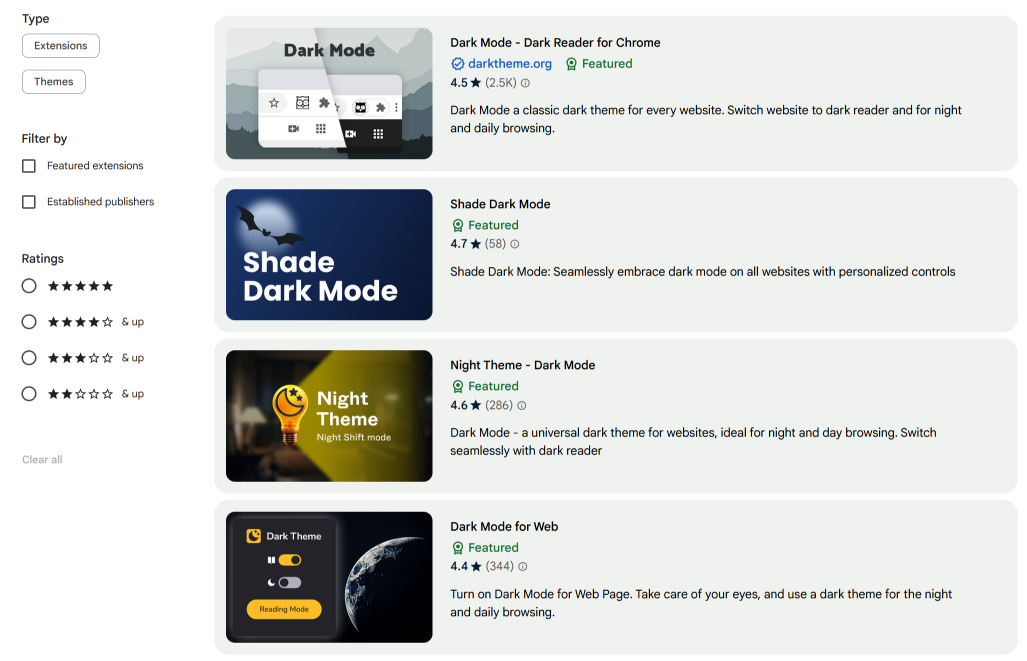 Type
Extensions
Themes
Filter by
Featured extensions
Established publishers
Ratings
★★★★★
★★★★☆ & up
★★★☆☆ & up
★★☆☆☆ & up
Clear all
Dark Mode
Dark Mode - Dark Reader for Chrome
darktheme.org Featured
4.5 ★ (2.5K)
Dark Mode a classic dark theme for every website. Switch website to dark reader and for night
and daily browsing.
Shade
Dark Mode
Shade Dark Mode
Featured
4.7 ★ (58)
Shade Dark Mode: Seamlessly embrace dark mode on all websites with personalized controls
Night
Theme
Night Shift mode
Night Theme - Dark Mode
Featured
4.6 ★ (286)
Dark Mode - a universal dark theme for websites, ideal for night and day browsing. Switch
seamlessly with dark reader
Dark Theme
Reading Mode
Dark Mode for Web
Featured
4.4 ★ (344)
Turn on Dark Mode for Web Page. Take care of your eyes, and use a dark theme for the night
and daily browsing.